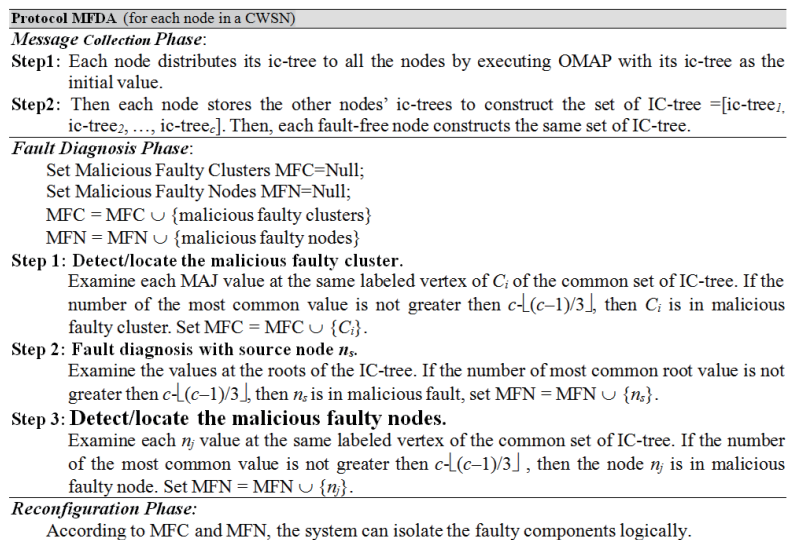 Protocol MFDA (for each node in a CWSN)
Message Collection Phase:
Step1: Each node distributes its ic-tree to all the nodes by executing OMAP with its ic-tree as the
initial value.
Step2: Then each node stores the other nodes' ic-trees to construct the set of IC-tree =[ic-tree1,
ic-tree2, …, ic-treec]. Then, each fault-free node constructs the same set of IC-tree.
Fault Diagnosis Phase:
Set Malicious Faulty Clusters MFC=Null;
Set Malicious Faulty Nodes MFN=Null;
MFC = MFC ∪ {malicious faulty clusters}
MFN = MFN ∪ {malicious faulty nodes}
Step 1: Detect/locate the malicious faulty cluster.
Examine each MAJ value at the same labeled vertex of Ci of the common set of IC-tree. If the
number of the most common value is not greater then c-⌊(c–1)/3⌋, then Ci is in malicious
faulty cluster. Set MFC = MFC ∪ {Ci}.
Step 2: Fault diagnosis with source node ns.
Examine the values at the roots of the IC-tree. If the number of most common root value is not
greater then c-⌊(c–1)/3⌋, then ns is in malicious fault, set MFN = MFN ∪ {ns}.
Step 3: Detect/locate the malicious faulty nodes.
Examine each nj value at the same labeled vertex of the common set of IC-tree. If the number
of the most common value is not greater then c-⌊(c–1)/3⌋ , then the node nj is in malicious
faulty node. Set MFN = MFN ∪ {nj}.
Reconfiguration Phase:
According to MFC and MFN, the system can isolate the faulty components logically.